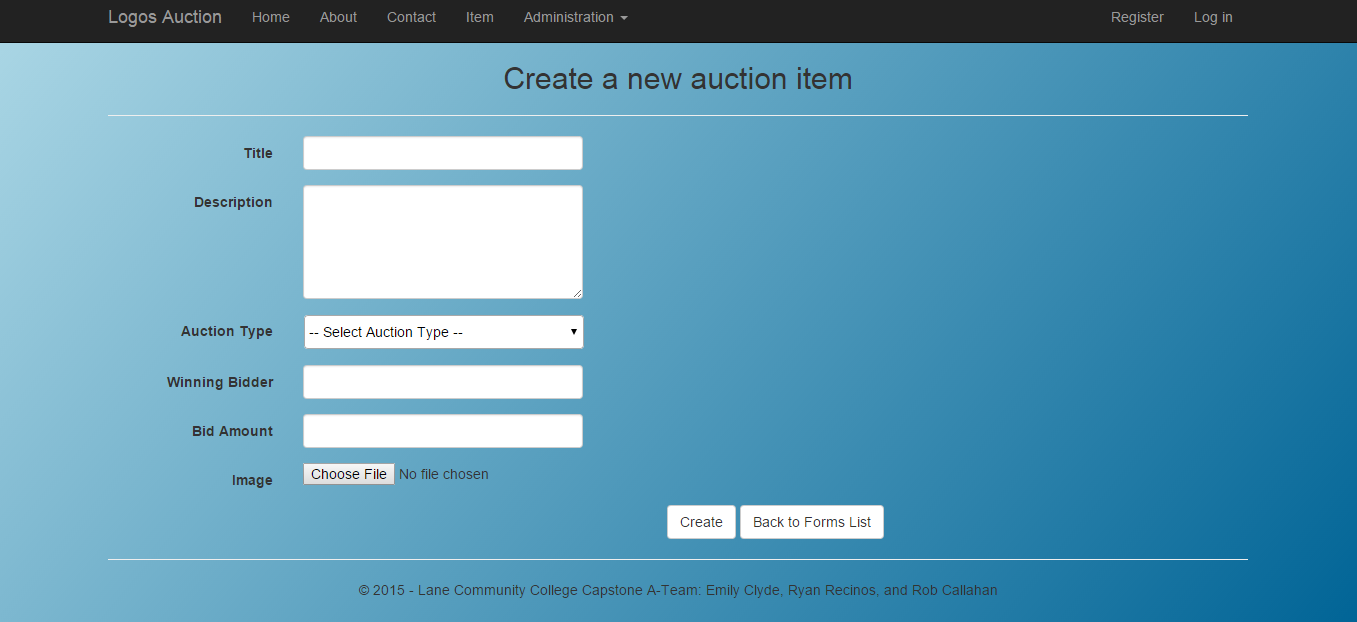 Logos Auction Home About Contact Item Administration Register Log in
Create a new auction item
Title
Description
Auction Type -- Select Auction Type --
Winning Bidder
Bid Amount
Image Choose File No file chosen
Create Back to Forms List
© 2015 - Lane Community College Capstone A-Team: Emily Clyde, Ryan Recinos, and Rob Callahan